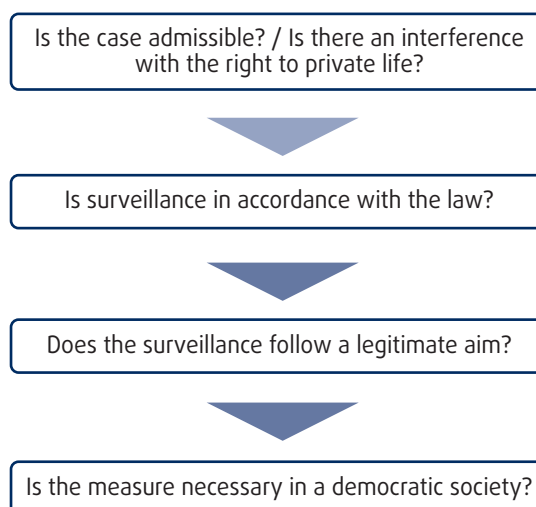 Is the case admissible? / Is there an interference
with the right to private life?
Is surveillance in accordance with the law?
Does the surveillance follow a legitimate aim?
Is the measure necessary in a democratic society?